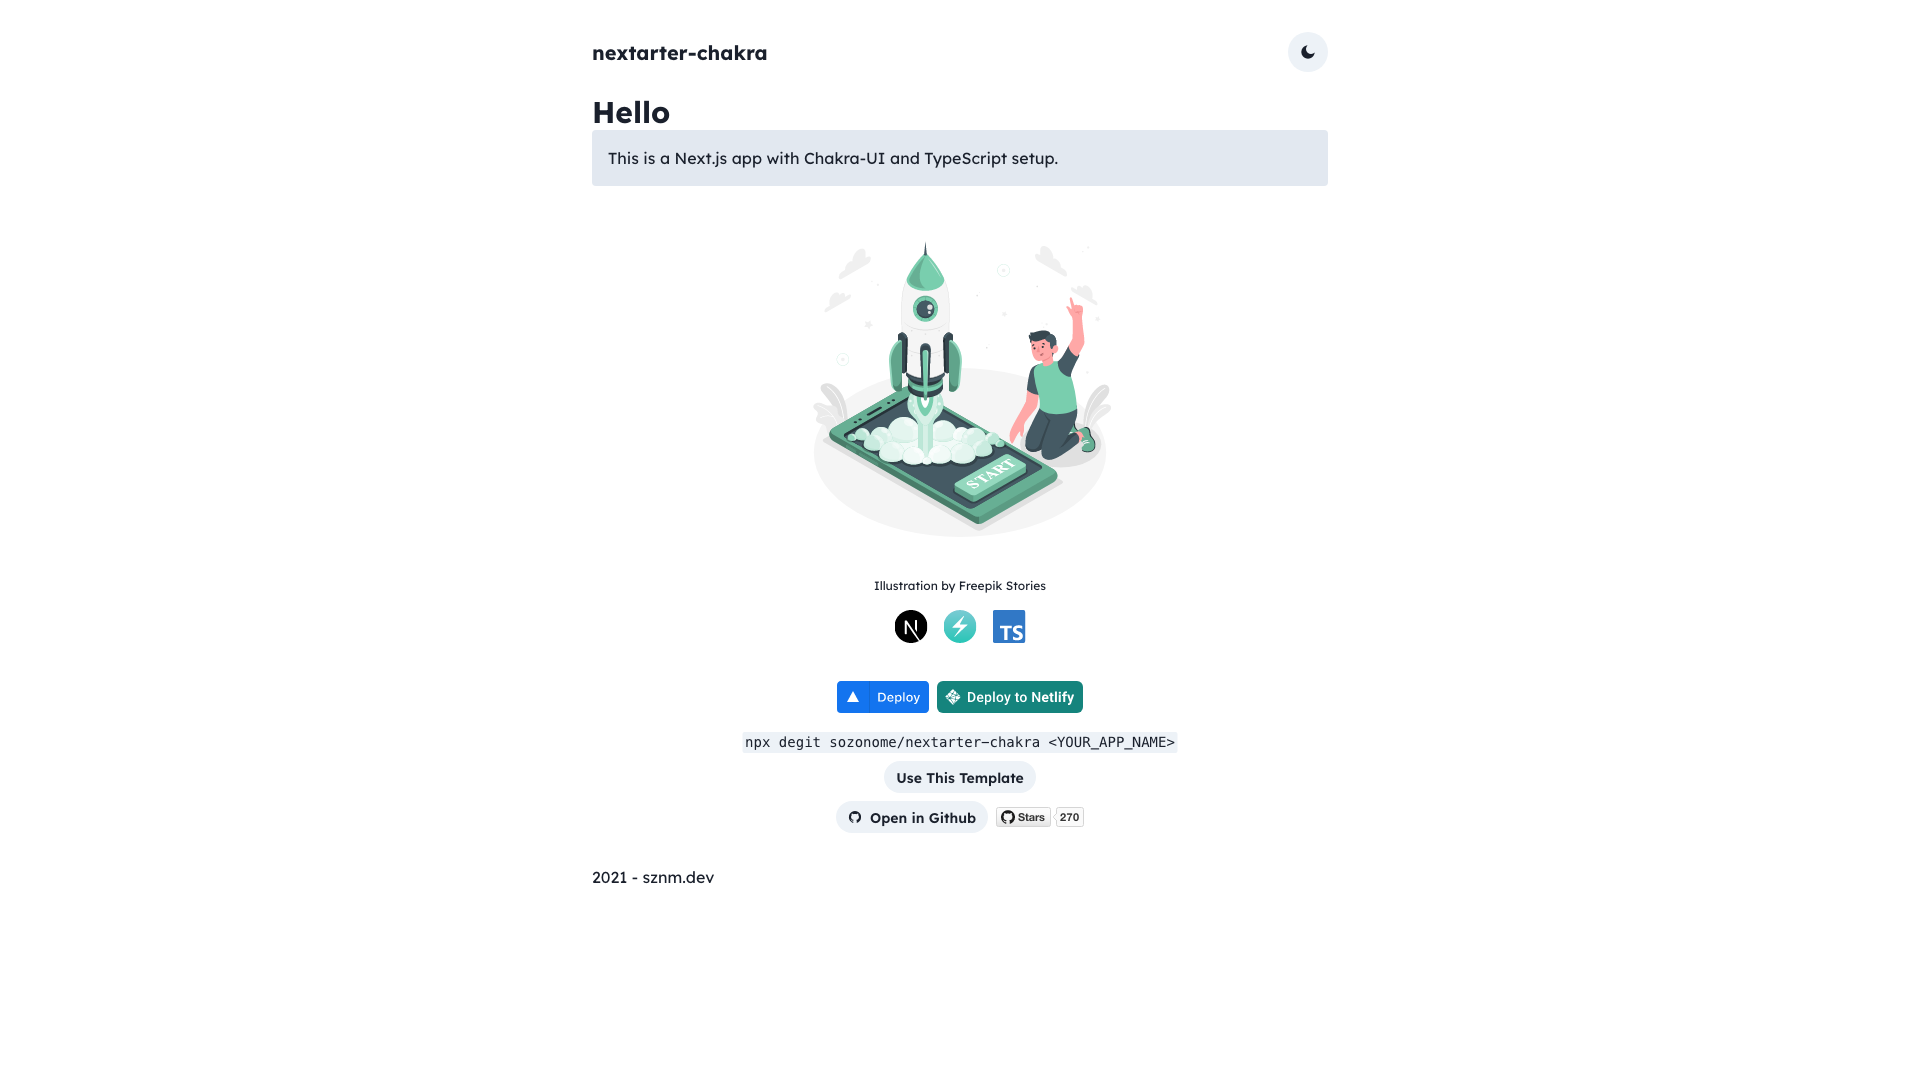 nextarter-chakra
Hello
This is a Next.js app with Chakra-UI and TypeScript setup.
START
Illustration by Freepik Stories
N
TS
Deploy
Deploy to Netlify
npx degit sozonome/nextarter-chakra <YOUR_APP_NAME>
Use This Template
Open in Github
Stars 270
2021 - sznm.dev